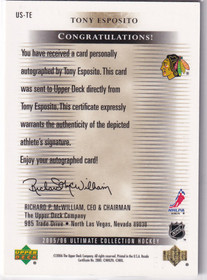 US-TE
TONY ESPOSITO
CONGRATULATIONS!
You have received a card personally
autographed by Tony Esposito. This card
was sent to Upper Deck directly from
Tony Esposito. This certificate expressly
warrants the authenticity of the depicted
athlete's signature.
Enjoy your autographed card!
Richard P. McWilliam
RICHARD P. McWILLIAM, CEO & CHAIRMAN
The Upper Deck Company
985 Trade Drive • North Las Vegas, Nevada 89030
2005/06 ULTIMATE COLLECTION HOCKEY